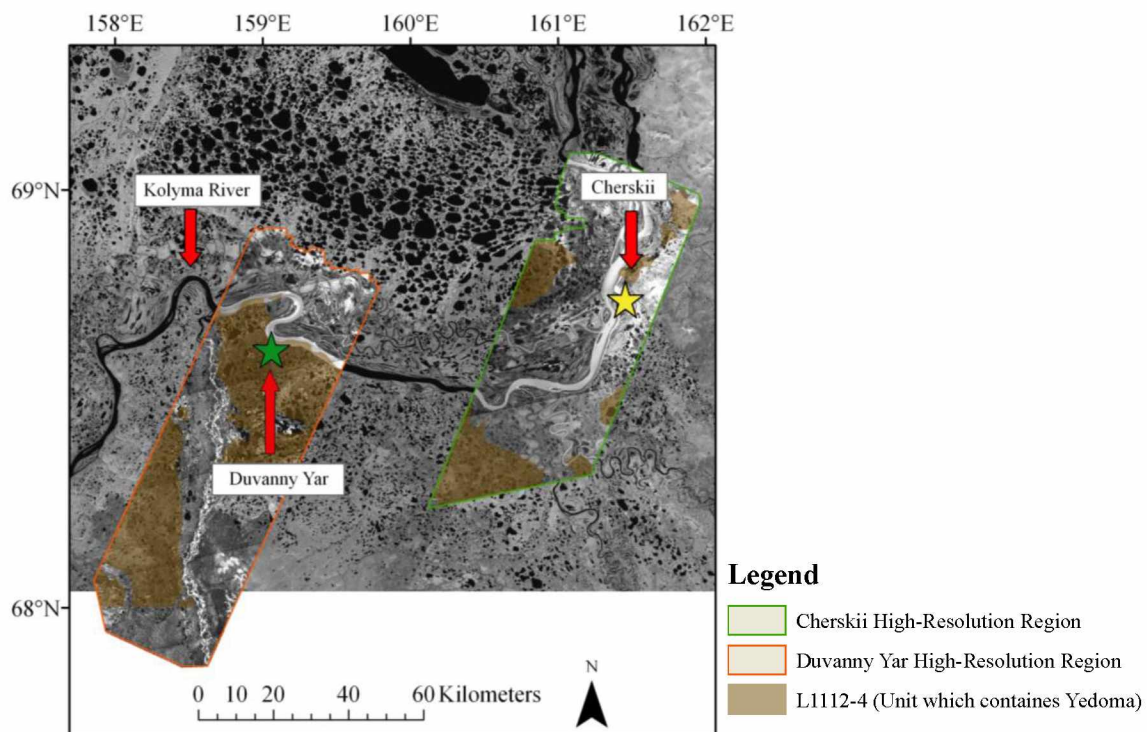 158°E 159°E 160°E 161°E 162°E
69°N
Kolyma River
Cherskii
Duvanny Yar
68°N
N
0 10 20 40 60 Kilometers
Legend
Cherskii High-Resolution Region
Duvanny Yar High-Resolution Region
L1112-4 (Unit which containes Yedoma)